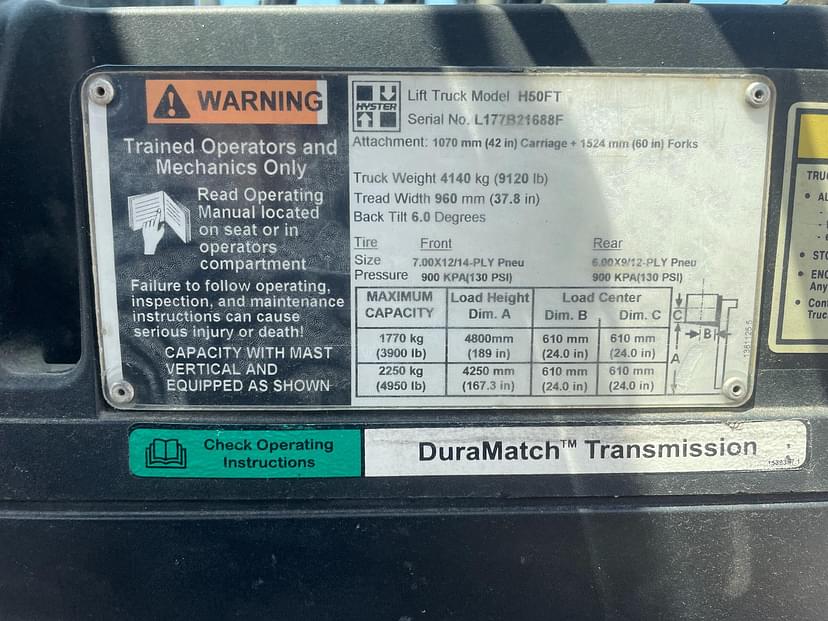 WARNING
Trained Operators and
Mechanics Only
Read Operating
Manual located
on seat or in
operators
compartment
Failure to follow operating,
inspection, and maintenance
instructions can cause
serious injury or death!
CAPACITY WITH MAST
VERTICAL AND
EQUIPPED AS SHOWN
HYSTER
Lift Truck Model H50FT
Serial No. L177B21688F
Attachment: 1070 mm (42 in) Carriage + 1524 mm (60 in) Forks
Truck Weight 4140 kg (9120 lb)
Tread Width 960 mm (37.8 in)
Back Tilt 6.0 Degrees
Tire Front Rear
Size 7.00X12/14-PLY Pneu 6.00X9/12-PLY Pneu
Pressure 900 KPA(130 PSI) 900 KPA(130 PSI)
MAXIMUM Load Height Load Center
CAPACITY Dim. A Dim. B Dim. C
1770 kg 4800mm 610 mm 610 mm
(3900 lb) (189 in) (24.0 in) (24.0 in)
2250 kg 4250 mm 610 mm 610 mm
(4950 lb) (167.3 in) (24.0 in) (24.0 in)
C
B
A
Check Operating
Instructions
DuraMatch™ Transmission